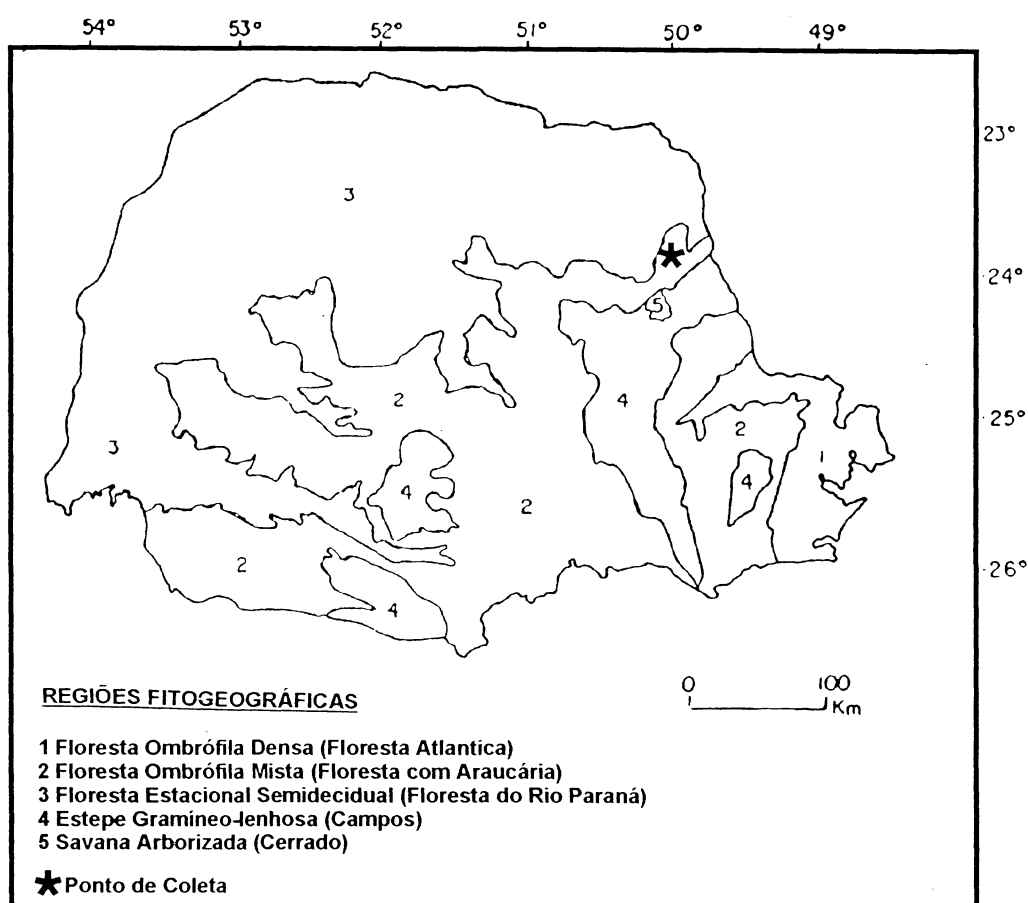 54° 53° 52° 51° 50° 49°
23°
3
24°
5
2 4
25°
2
3
1
4
4
2
2
26°
4
0 100
Km
REGIÕES FITOGEOGRÁFICAS
1 Floresta Ombrófila Densa (Floresta Atlantica)
2 Floresta Ombrófila Mista (Floresta com Araucária)
3 Floresta Estacional Semidecidual (Floresta do Rio Paraná)
4 Estepe Gramíneo-lenhosa (Campos)
5 Savana Arborizada (Cerrado)
Ponto de Coleta